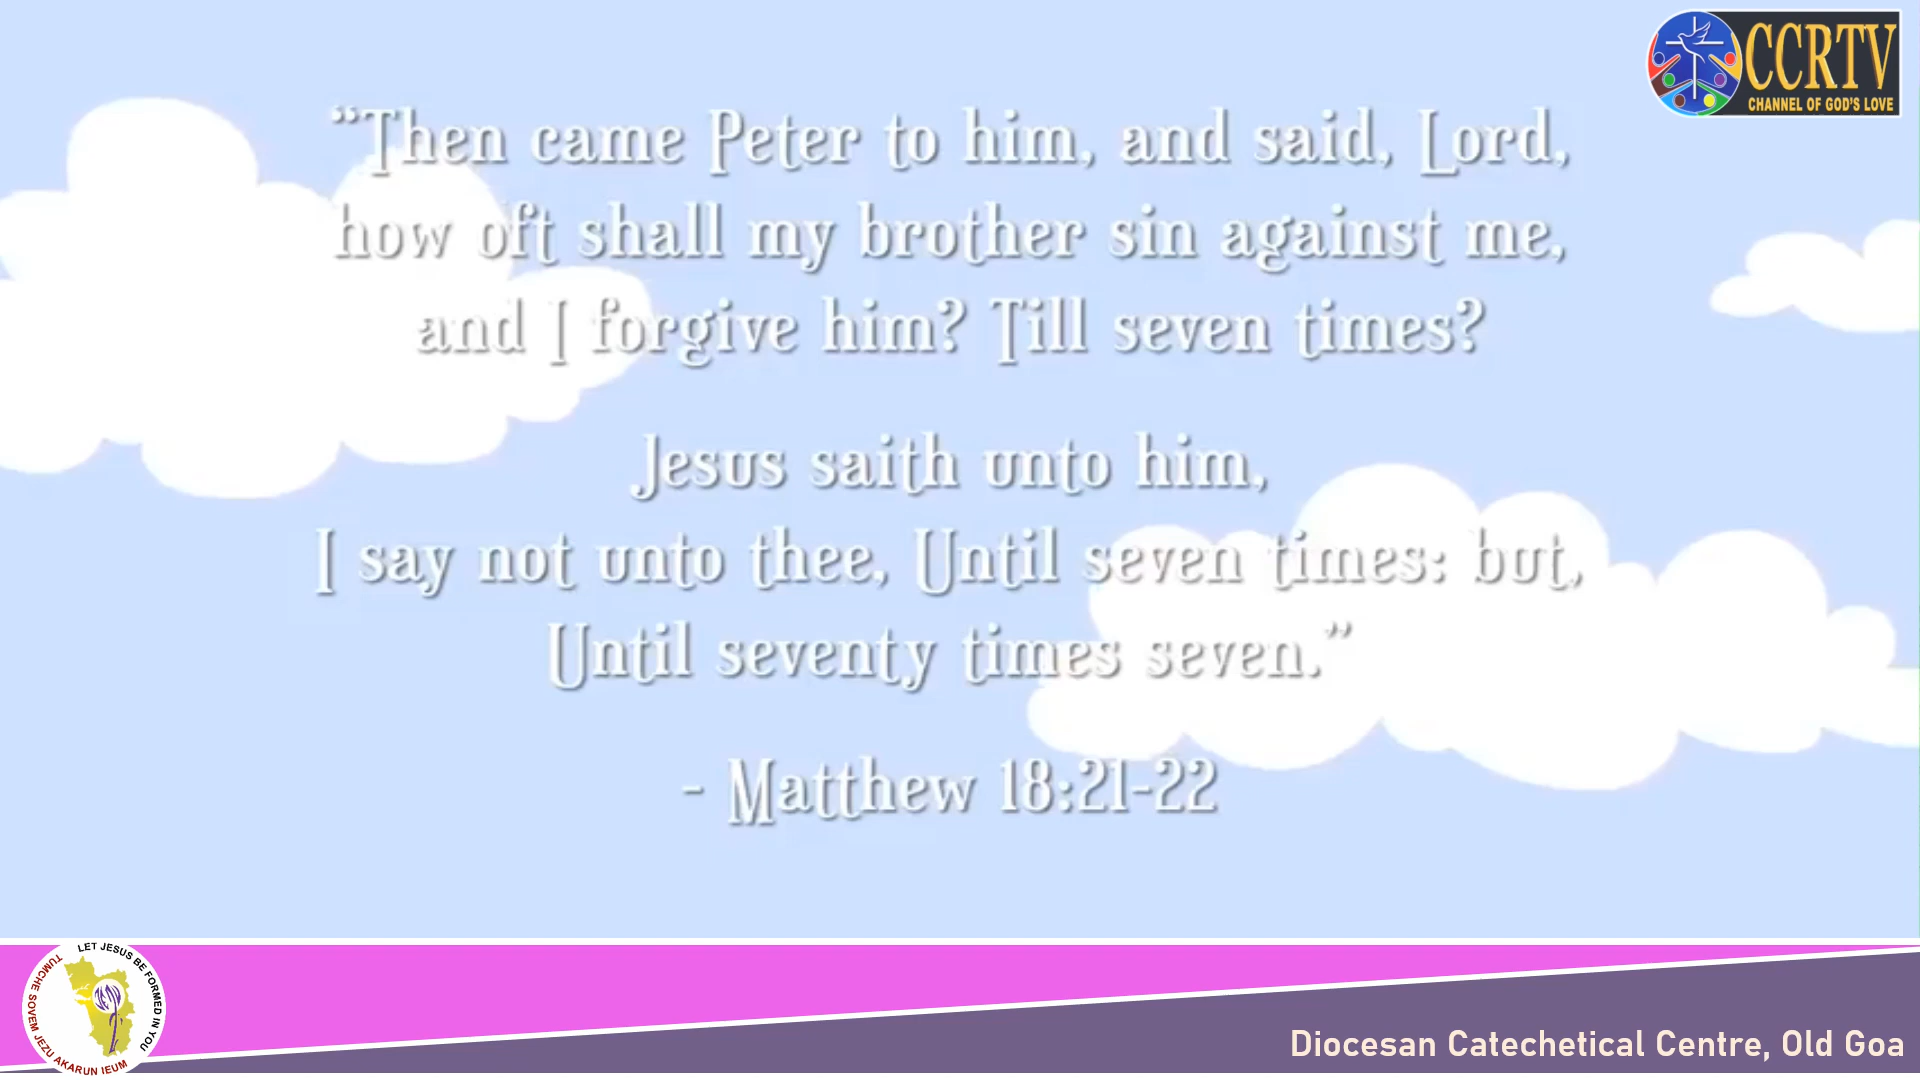 CCRTV
CHANNEL OF GOD'S LOVE
“Then came Peter to him, and said, Lord,
how oft shall my brother sin against me,
and I forgive him? Till seven times?
Jesus saith unto him,
I say not unto thee, Until seven times: but,
Until seventy times seven.”
- Matthew 18:21-22
LET JESUS BE FORMED IN YOU
TUMCHE SOVEM JEZU AKARUN IEUM
Diocesan Catechetical Centre, Old Goa